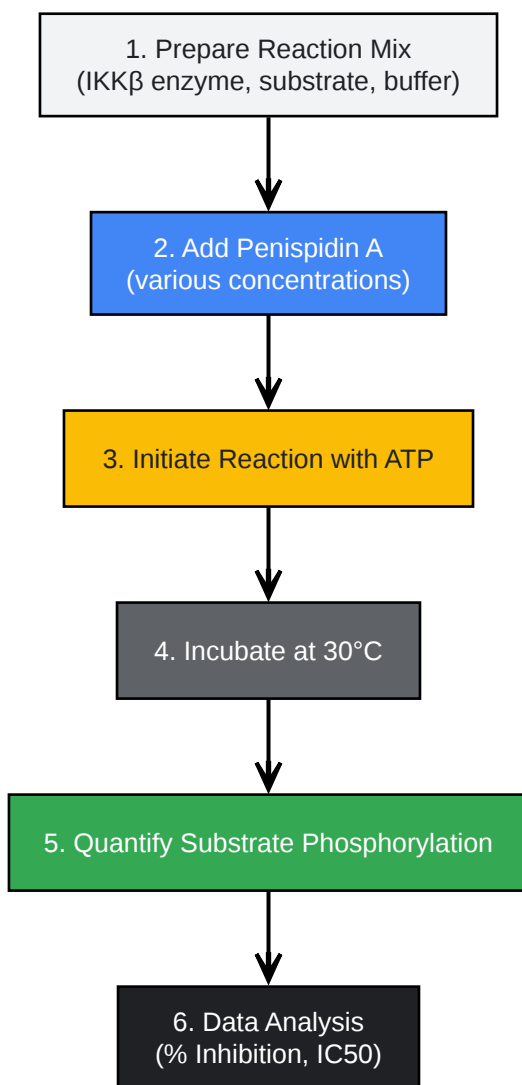 1. Prepare Reaction Mix
(IKKβ enzyme, substrate, buffer)
2. Add Penispidin A
(various concentrations)
3. Initiate Reaction with ATP
4. Incubate at 30°C
5. Quantify Substrate Phosphorylation
6. Data Analysis
(% Inhibition, IC50)